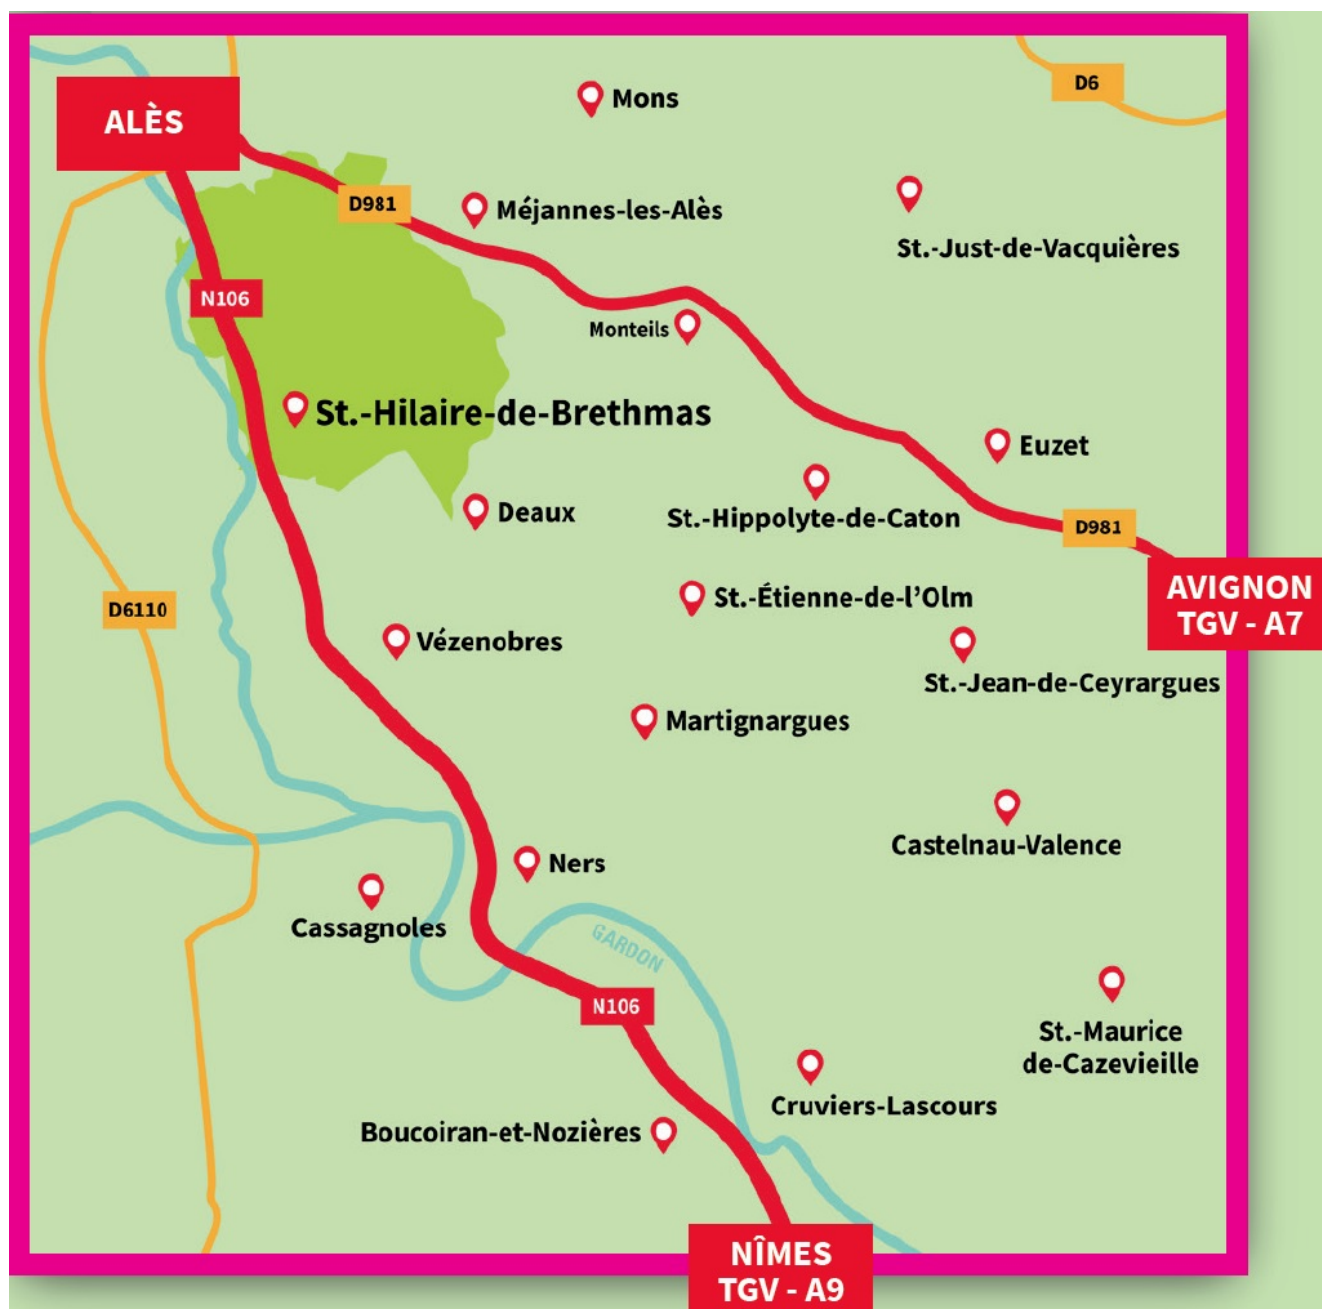 D6
Mons
ALÈS
D981
Méjannes-les-Alès
St.-Just-de-Vacquières
N106
Monteils
St.-Hilaire-de-Brethmas
Euzet
Deaux
St.-Hippolyte-de-Caton
D981
AVIGNON
TGV - A7
D6110
St.-Étienne-de-l’Olm
Vézenobres
St.-Jean-de-Ceyrargues
Martignargues
Castelnau-Valence
Ners
Cassagnoles
GARDON
N106
St.-Maurice
de-Cazevieille
Cruviers-Lascours
Boucoiran-et-Nozières
NÎMES
TGV - A9